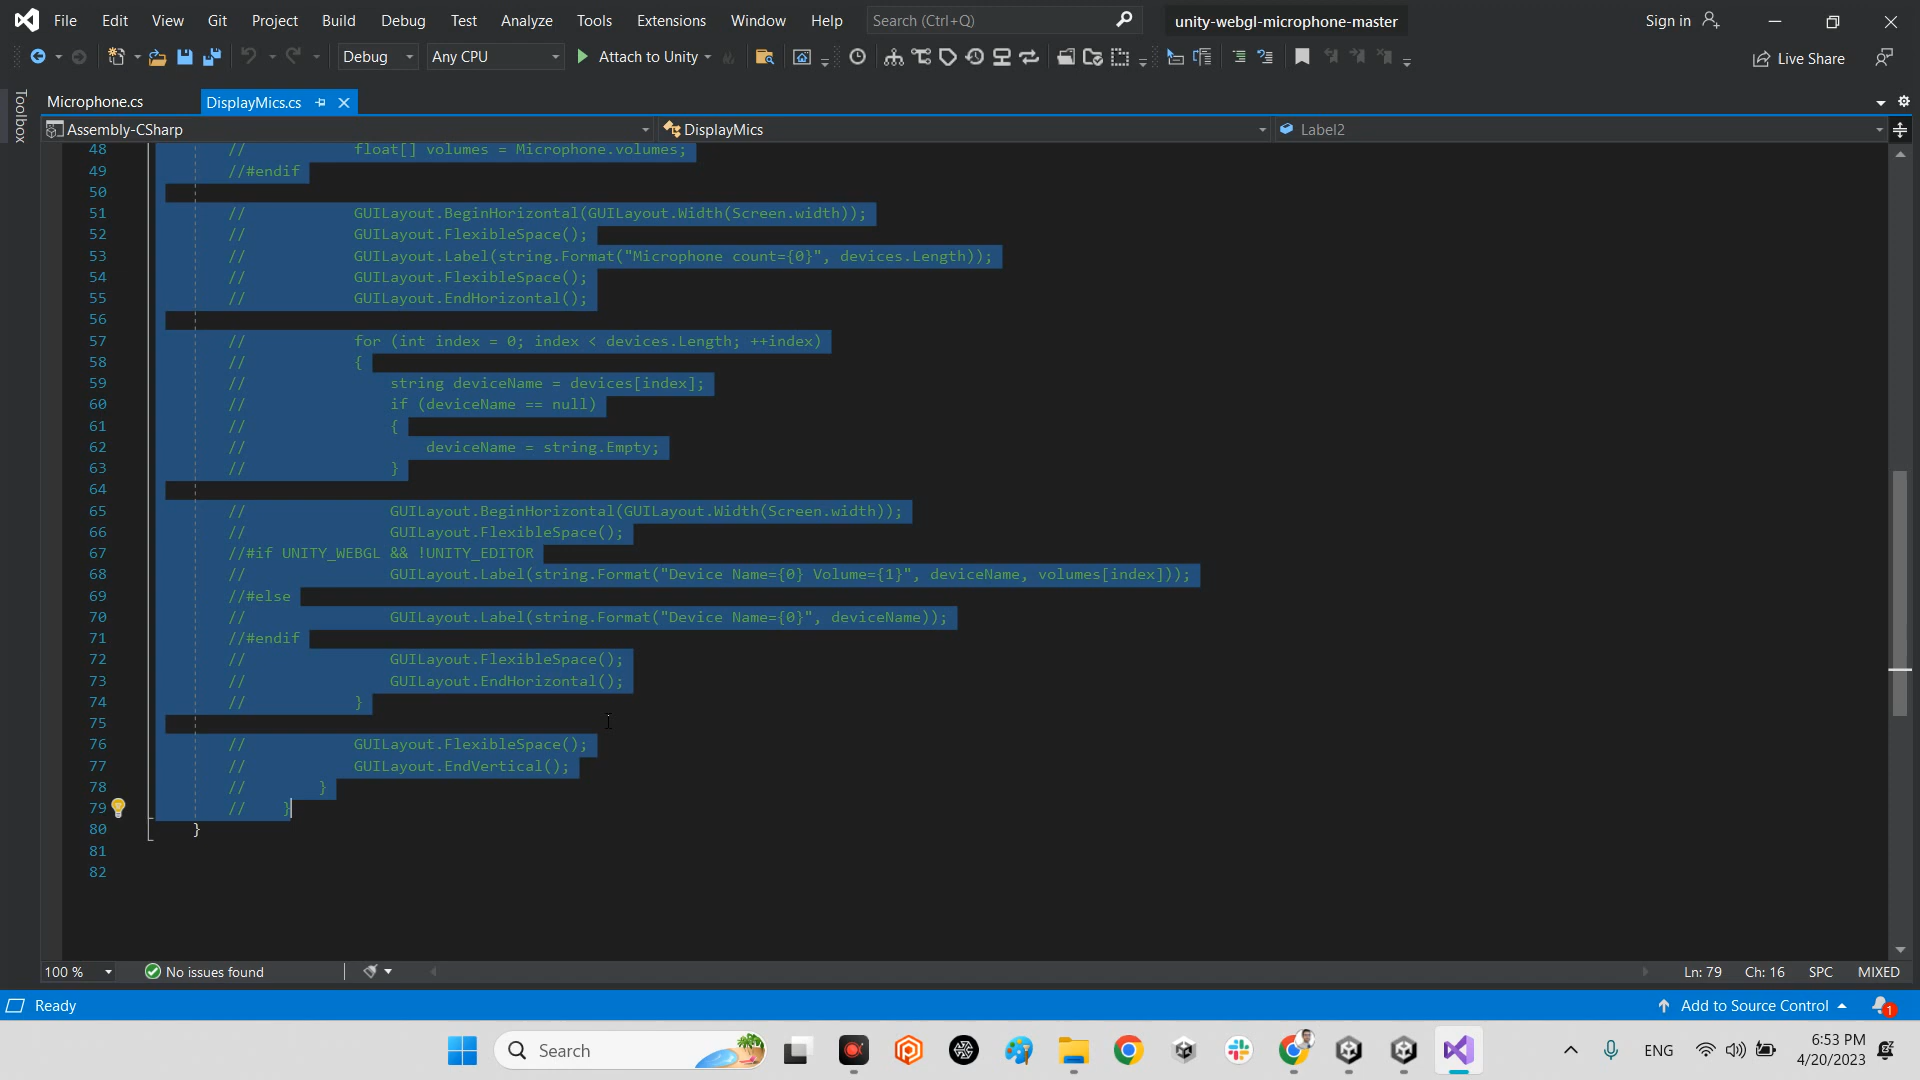 File Edit View Git Project Build Debug Test Analyze Tools Extensions Window Help Search (Ctrl+Q) unity-webgl-microphone-master Sign in
Debug Any CPU Attach to Unity Live Share
Toolbox
Microphone.cs DisplayMics.cs
Assembly-CSharp DisplayMics Label2
48 // float[] volumes = Microphone.volumes;
49 //#endif
50
51 // GUILayout.BeginHorizontal(GUILayout.Width(Screen.width));
52 // GUILayout.FlexibleSpace();
53 // GUILayout.Label(string.Format("Microphone count={0}", devices.Length));
54 // GUILayout.FlexibleSpace();
55 // GUILayout.EndHorizontal();
56
57 // for (int index = 0; index < devices.Length; ++index)
58 // {
59 // string deviceName = devices[index];
60 // if (deviceName == null)
61 // {
62 // deviceName = string.Empty;
63 // }
64
65 // GUILayout.BeginHorizontal(GUILayout.Width(Screen.width));
66 // GUILayout.FlexibleSpace();
67 //#if UNITY_WEBGL && !UNITY_EDITOR
68 // GUILayout.Label(string.Format("Device Name={0} Volume={1}", deviceName, volumes[index]));
69 //#else
70 // GUILayout.Label(string.Format("Device Name={0}", deviceName));
71 //#endif
72 // GUILayout.FlexibleSpace();
73 // GUILayout.EndHorizontal();
74 // }
75
76 // GUILayout.FlexibleSpace();
77 // GUILayout.EndVertical();
78 // }
79 // }
80 }
81
82
100 % No issues found Ln: 79 Ch: 16 SPC MIXED
Ready Add to Source Control 1
Search ENG 6:53 PM
4/20/2023